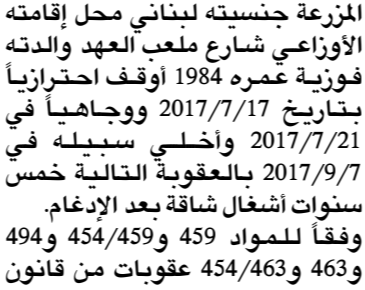 المزرعة جنسيته لبناني محل إقامته
الأوزاعي شارع ملعب العهد والدته
فوزية عمره 1984 أوقف احترازياً
بتاريخ 2017/7/17 ووجاهياً في
2017/7/21 وأخلي سبيله في
2017/9/7 بالعقوبة التالية خمس
سنوات أشغال شاقة بعد الإدغام.
وفقاً للمواد 459 و454/459 و494
و463 و454/463 عقوبات من قانون